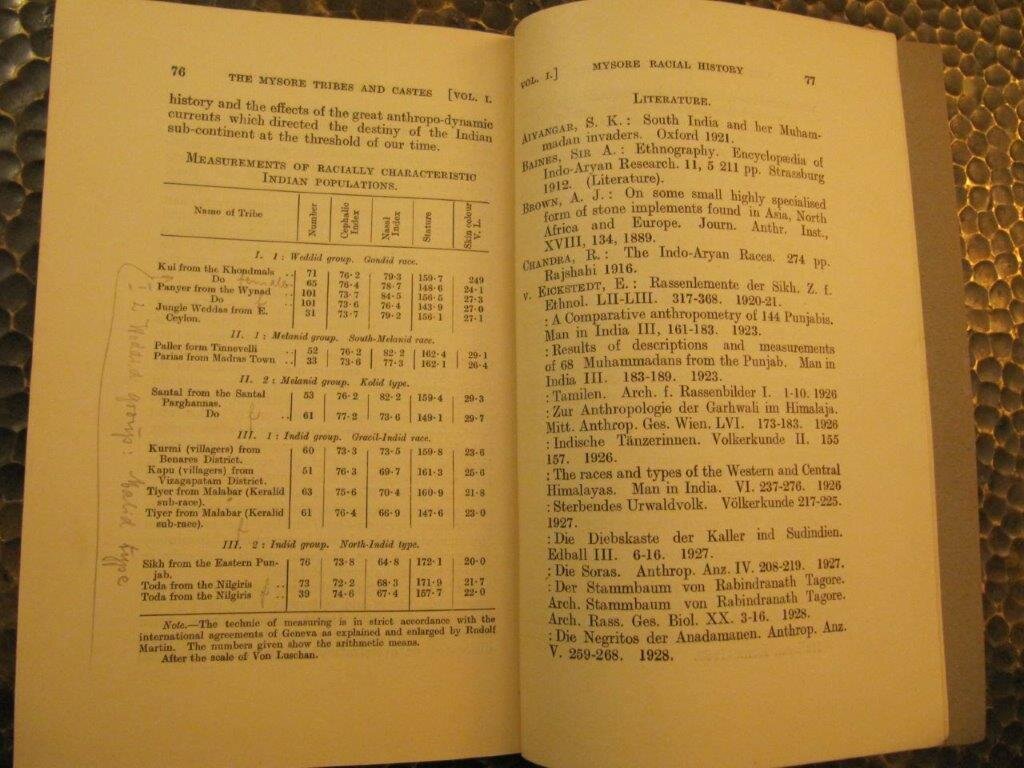 76
THE MYSORE TRIBES AND CASTES [VOL. I.
history and the effects of the great anthropo-dynamic
currents which directed the destiny of the Indian
sub-continent at the threshold of our time.
MEASUREMENTS OF RACIALLY CHARACTERISTIC
INDIAN POPULATIONS.
Name of Tribe Number Cephalic Index Nasal Index Stature Skin colour V. L.
I. 1 : Weddid group. Gondid race.
Kui from the Khondmals .. 71 76·2 79·3 159·7 249
Do females .. 65 76·4 78·7 148·6 24·1
Panyer from the Wynad .. 101 73·7 84·5 156·5 27·3
Do .. 101 73·6 76·4 143·9 27·0
Jungle Weddas from E. 31 73·7 79·2 156·1 27·1
Ceylon.
II. 1 : Melanid group. South-Melanid race.
Paller form Tinnevelli .. 52 76·2 82·2 162·4 29·1
Parias from Madras Town .. 33 73·6 77·3 162·1 26·4
II. 2 : Melanid group. Kolid type.
Santal from the Santal 53 76·2 82·2 159·4 29·3
Parghannas.
Do .. 61 77·2 73·6 149·1 29·7
III. 1 : Indid group. Gracil-Indid race.
Kurmi (villagers) from 60 73·3 73·5 159·8 23·6
Benares District.
Kapu (villagers) from 51 76·3 69·7 161·3 25·6
Vizagapatam District.
Tiyer from Malabar (Keralid 63 75·6 70·4 160·9 21·8
sub-race).
Tiyer from Malabar (Keralid 61 76·4 66·9 147·6 23·0
sub-race).
III. 2 : Indid group. North-Indid type.
Sikh from the Eastern Pun- 76 73·8 64·8 172·1 20·0
jab.
Toda from the Nilgiris .. 73 72·2 68·3 171·9 21·7
Toda from the Nilgiris .. 39 74·6 67·4 157·7 22·0
Note.—The technic of measuring is in strict accordance with the
international agreements of Geneva as explained and enlarged by Rudolf
Martin. The numbers given show the arithmetic means.
After the scale of Von Luschan.
group: Malid type
VOL. I.] MYSORE RACIAL HISTORY 77
LITERATURE.
AIYANGAR, S. K. : South India and her Muham-
madan invaders. Oxford 1921.
BAINES, SIR A. : Ethnography. Encyclopædia of
Indo-Aryan Research. 11, 5 211 pp. Strassburg
1912. (Literature).
BROWN, A. J. : On some small highly specialised
form of stone implements found in Asia, North
Africa and Europe. Journ. Anthr. Inst.,
XVIII, 134, 1889.
CHANDRA, R. : The Indo-Aryan Races. 274 pp.
Rajshahi 1916.
V. EICKSTEDT, E. : Rassenlemente der Sikh. Z. f.
Ethnol. LII-LIII. 317-368. 1920-21.
: A Comparative anthropometry of 144 Punjabis.
Man in India III, 161-183. 1923.
: Results of descriptions and measurements
of 68 Muhammadans from the Punjab. Man in
India III. 183-189. 1923.
: Tamilen. Arch. f. Rassenbilder I. 1-10. 1926
: Zur Anthropologie der Garhwali im Himalaja.
Mitt. Anthrop. Ges. Wien. LVI. 173-183. 1926
: Indische Tänzerinnen. Volkerkunde II. 155
157. 1926.
: The races and types of the Western and Central
Himalayas. Man in India. VI. 237-276. 1926
: Sterbendes Urwaldvolk. Völkerkunde 217-225.
1927.
: Die Diebskaste der Kaller ind Sudindien.
Edball III. 6-16. 1927.
: Die Soras. Anthrop. Anz. IV. 208-219. 1927.
: Der Stammbaum von Rabindranath Tagore.
Arch. Stammbaum von Rabindranath Tagore.
Arch. Rass. Ges. Biol. XX. 3-16. 1928.
: Die Negritos der Anadamanen. Anthrop. Anz.
V. 259-268. 1928.